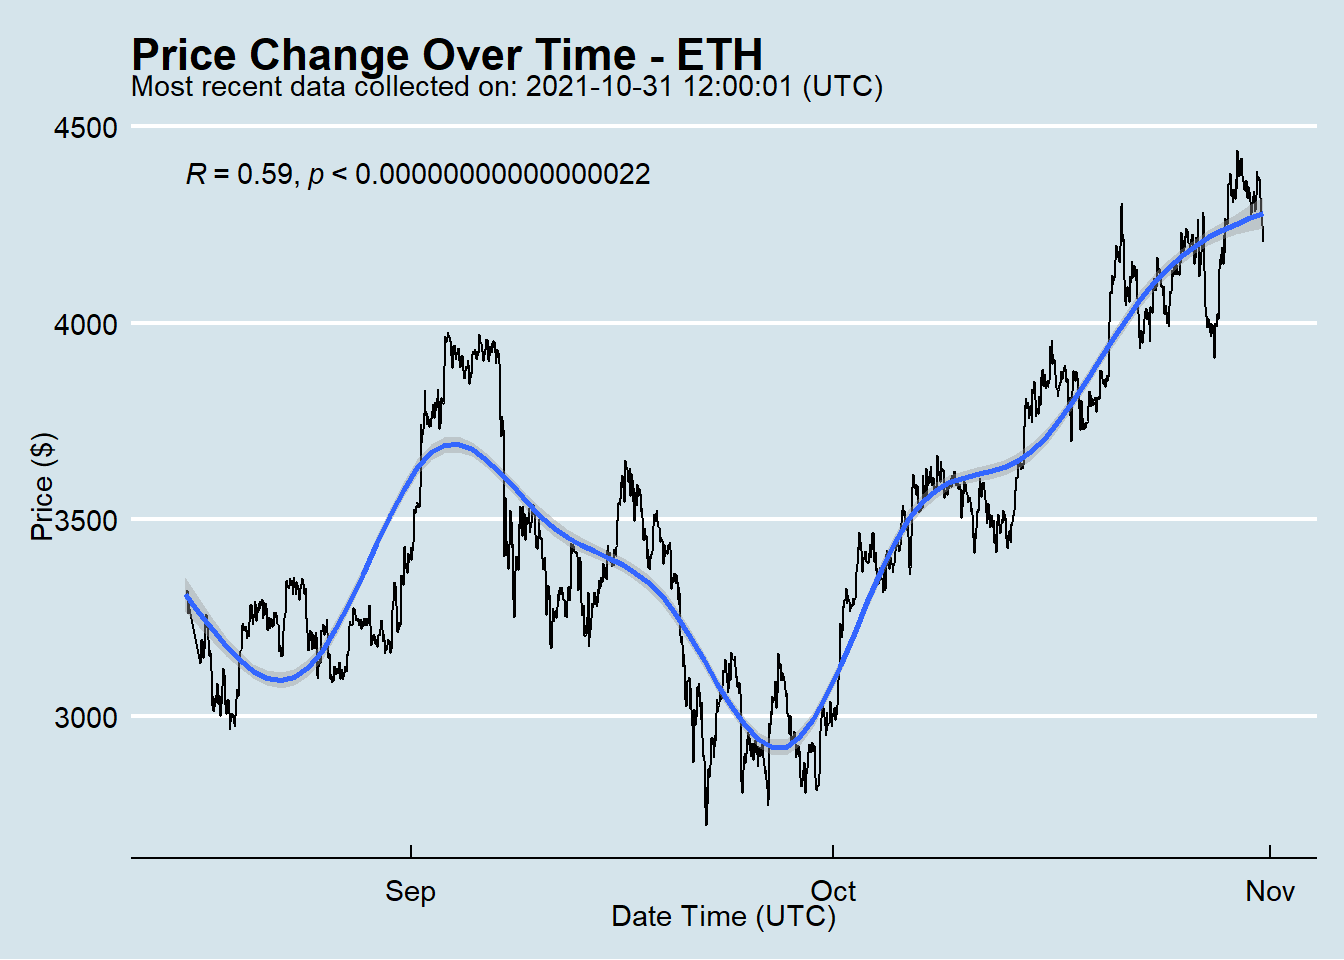 Price Change Over Time - ETH
Most recent data collected on: 2021-10-31 12:00:01 (UTC)
R = 0.59, p < 0.00000000000000022
4500
4000
3500
3000
Price ($)
Sep
Oct
Nov
Date Time (UTC)